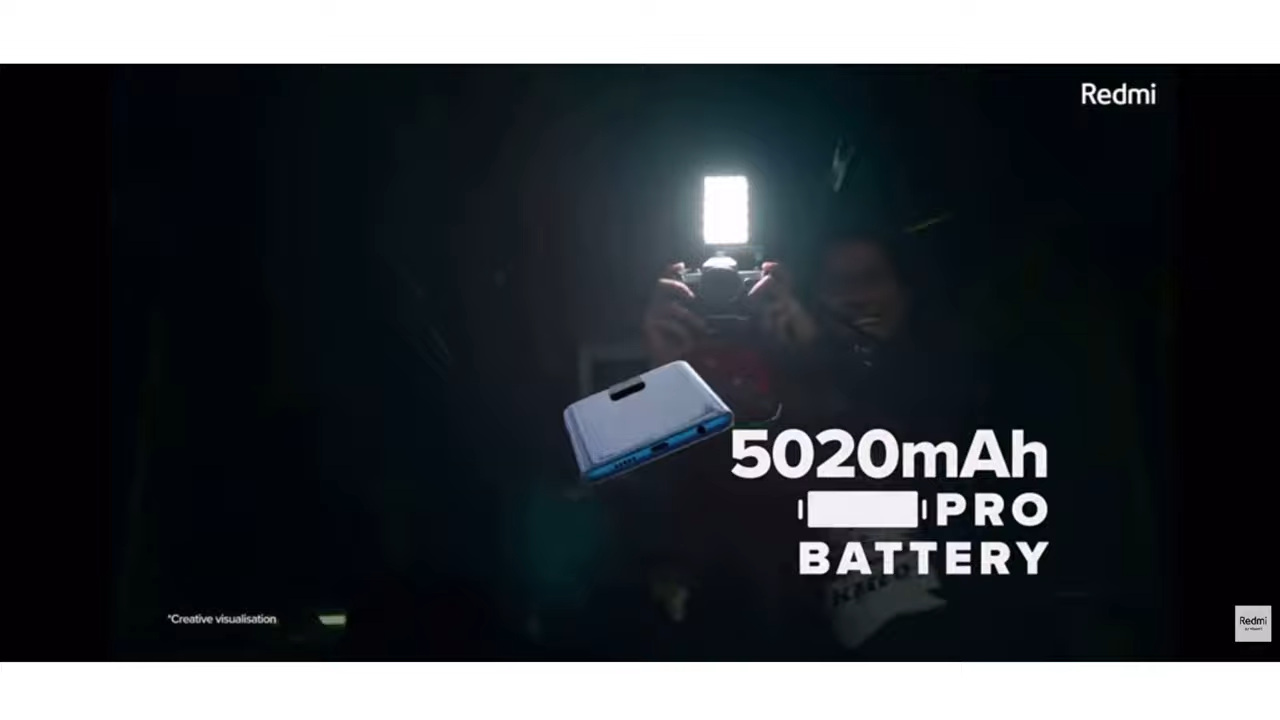 Redmi
5020mAh
PRO
BATTERY
*Creative visualisation
Redmi